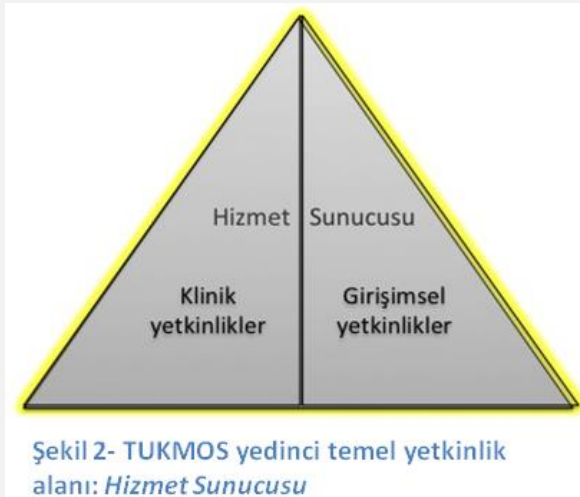 Hizmet Sunucusu
Klinik yetkinlikler
Girişimsel yetkinlikler
Şekil 2- TUKMOS yedinci temel yetkinlik
alanı: Hizmet Sunucusu